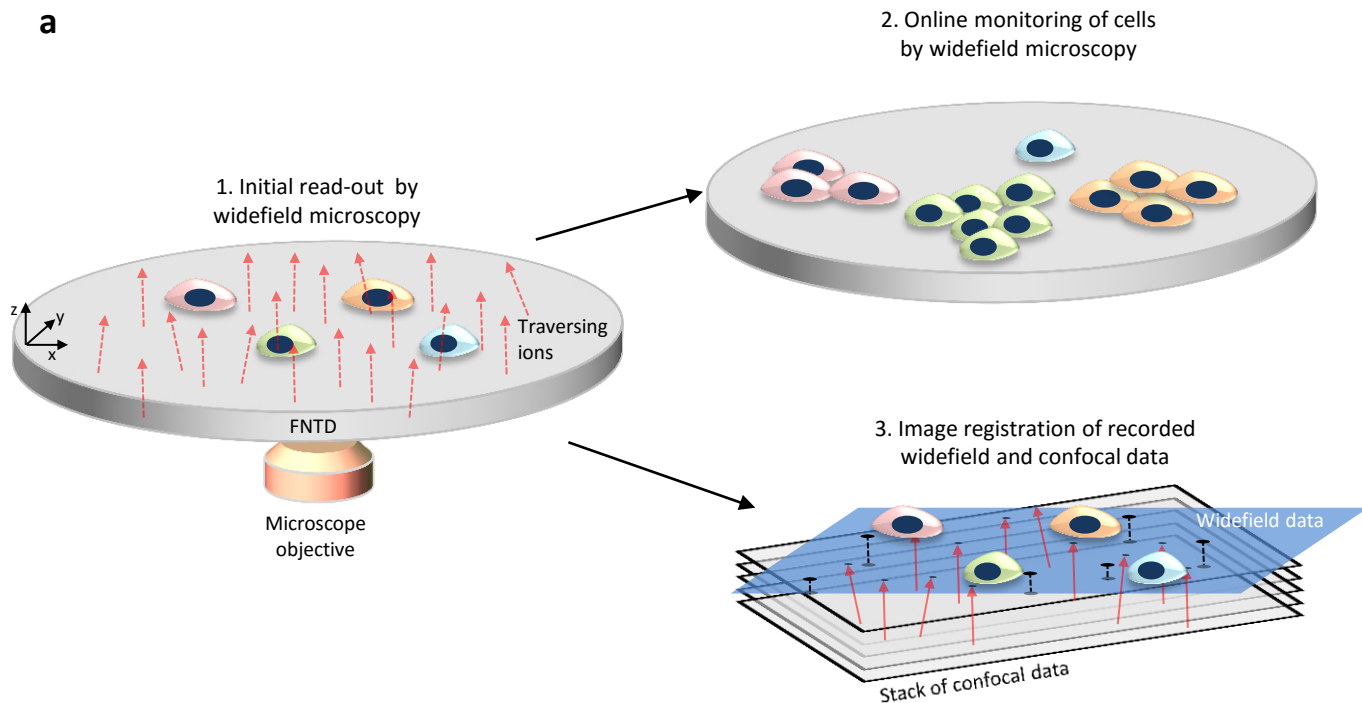 a
1. Initial read-out by
widefield microscopy
z
y
x
Traversing
ions
FNTD
Microscope
objective
2. Online monitoring of cells
by widefield microscopy
3. Image registration of recorded
widefield and confocal data
Widefield data
Stack of confocal data